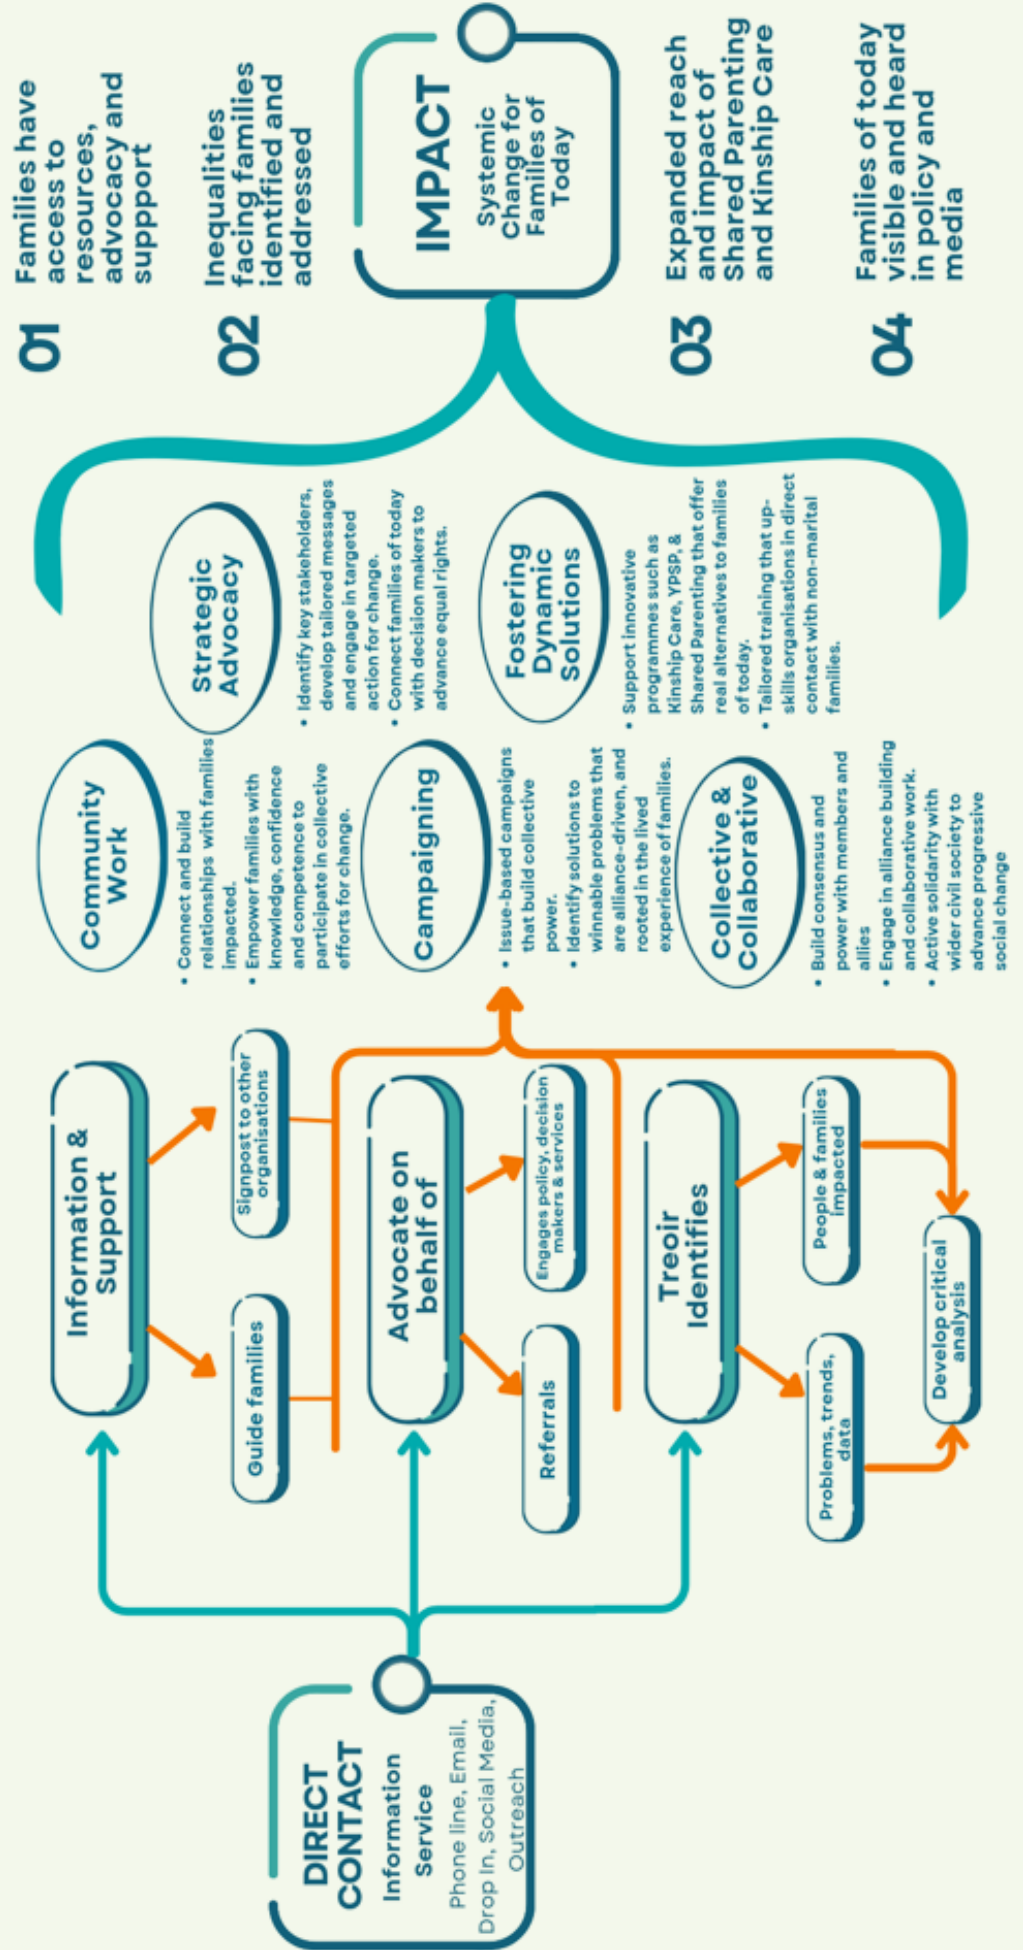 DIRECT
CONTACT
Information
Service
Phone line, Email,
Drop In, Social Media,
Outreach
Information &
Support
Guide families
Signpost to other
organisations
Advocate on
behalf of
Referrals
Engages policy, decision
makers & services
Treoir
Identifies
Problems, trends,
data
People & families
impacted
Develop critical
analysis
Community
Work
• Connect and build
relationships with families
impacted.
• Empower families with
knowledge, confidence
and competence to
participate in collective
efforts for change.
Campaigning
• Issue-based campaigns
that build collective
power.
• Identify solutions to
winnable problems that
are alliance-driven, and
rooted in the lived
experience of families.
Collective &
Collaborative
• Build consensus and
power with members and
allies
• Engage in alliance building
and collaborative work.
• Active solidarity with
wider civil society to
advance progressive
social change
Strategic
Advocacy
• Identify key stakeholders,
develop tailored messages
and engage in targeted
action for change.
• Connect families of today
with decision makers to
advance equal rights.
Fostering
Dynamic
Solutions
• Support innovative
programmes such as
Kinship Care, YPSP, &
Shared Parenting that offer
real alternatives to families
of today.
• Tailored training that up-
skills organisations in direct
contact with non-marital
families.
01
Families have
access to
resources,
advocacy and
suppport
02
Inequalities
facing families
identified and
addressed
IMPACT
Systemic
Change for
Families of
Today
03
Expanded reach
and impact of
Shared Parenting
and Kinship Care
04
Families of today
visible and heard
in policy and
media